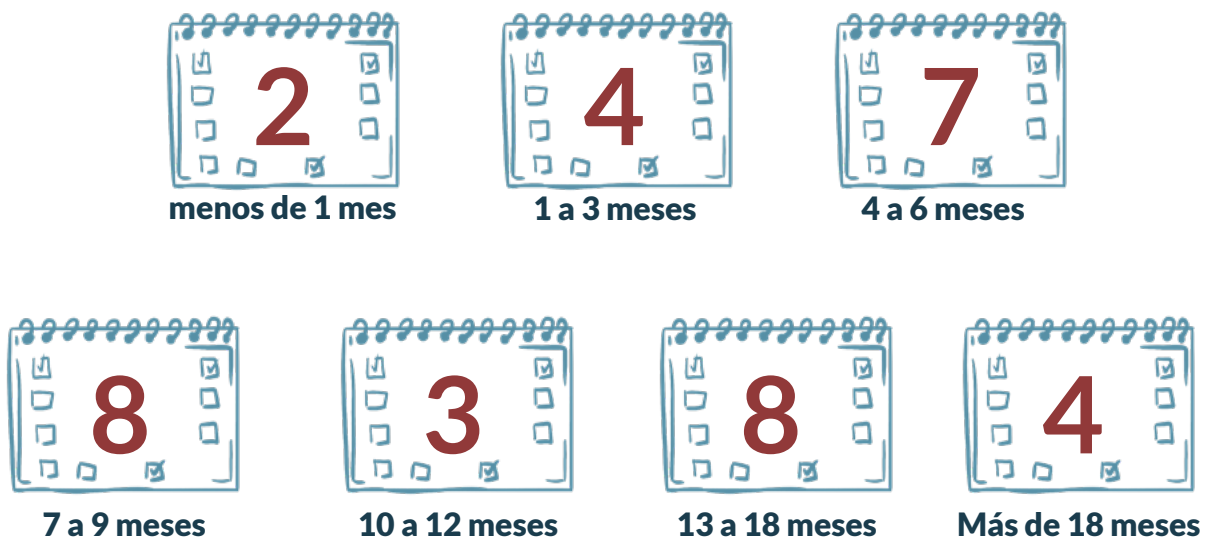 2 4 7
menos de 1 mes 1 a 3 meses 4 a 6 meses
8 3 8 4
7 a 9 meses 10 a 12 meses 13 a 18 meses Más de 18 meses